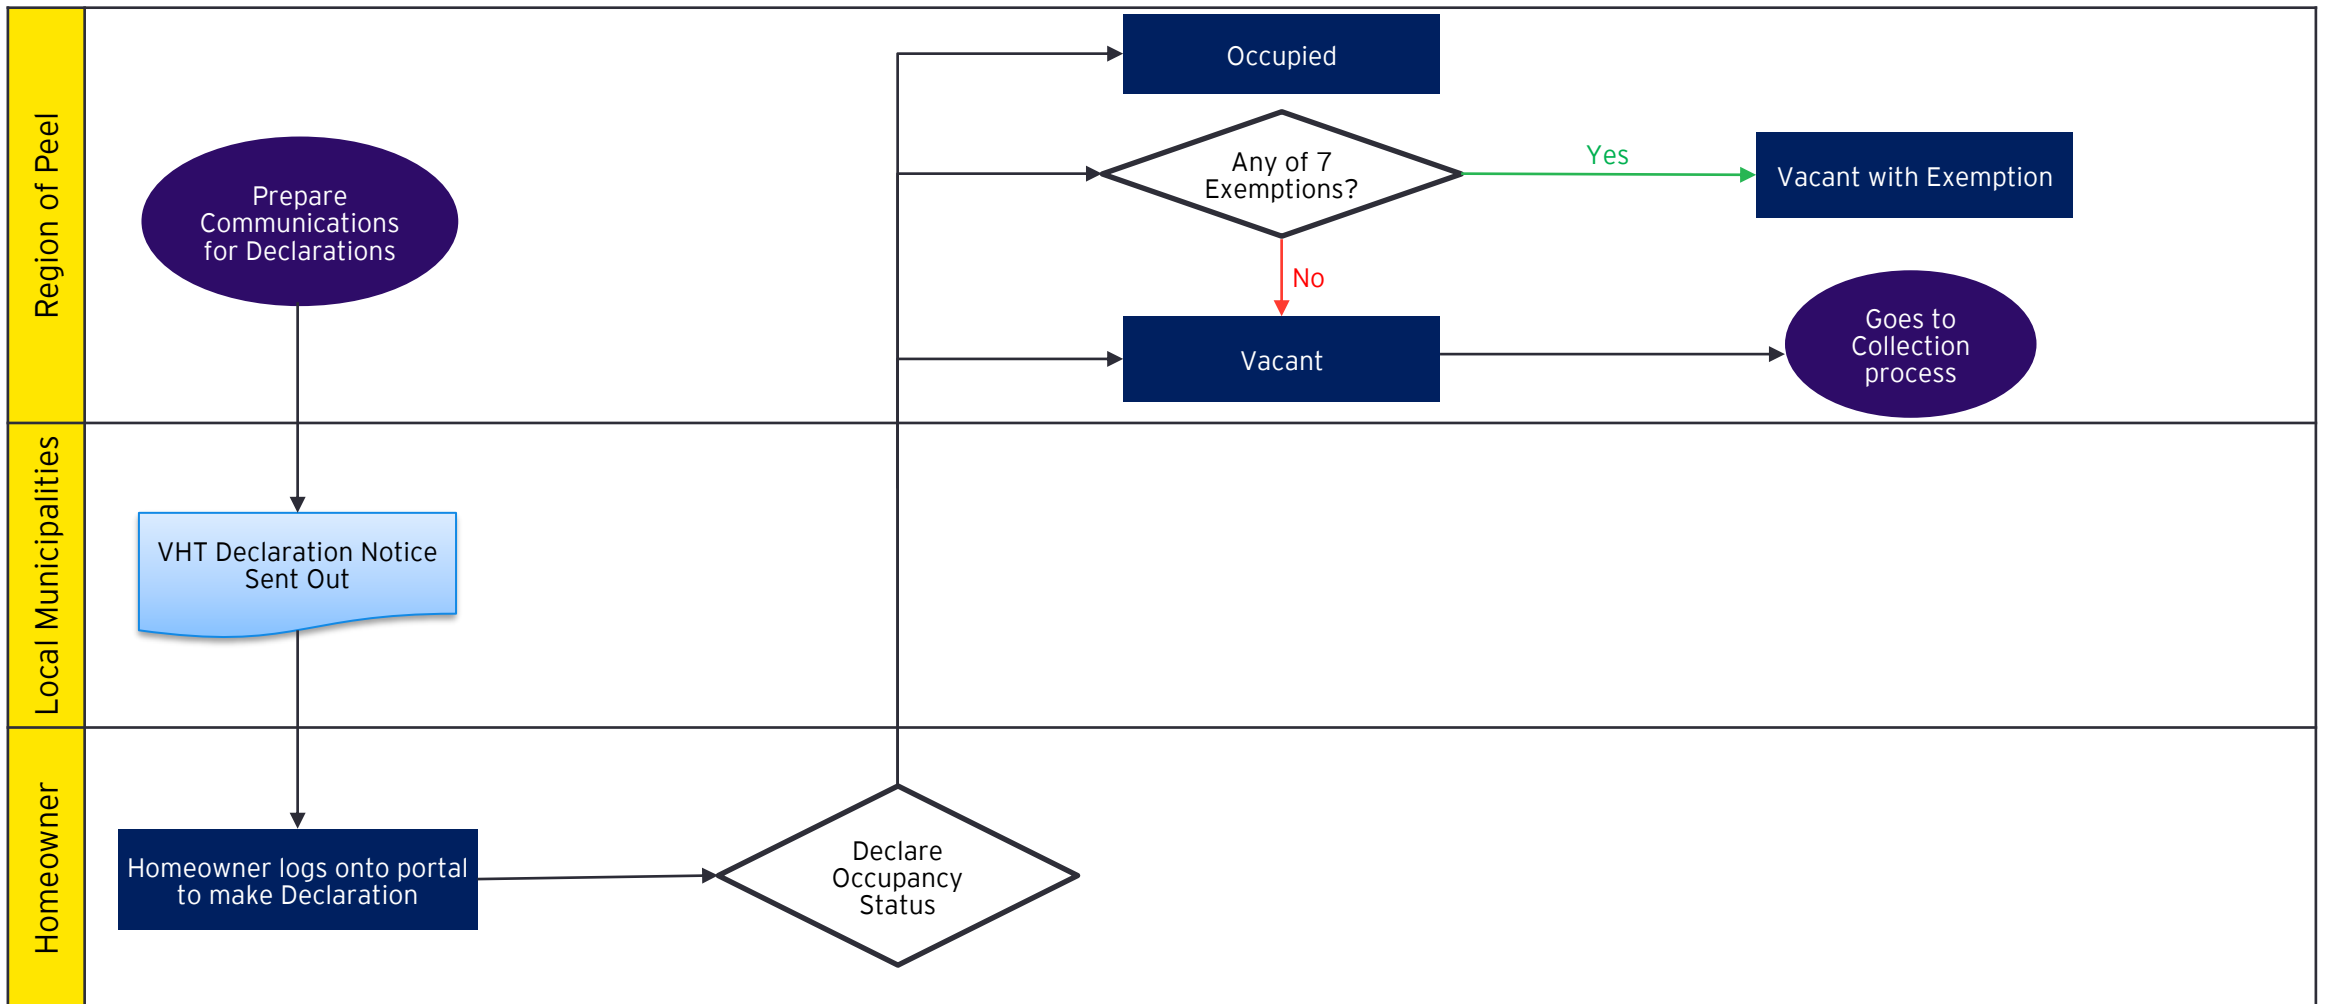 Region of Peel
Prepare
Communications
for Declarations
Occupied
Any of 7
Exemptions?
Yes
Vacant with Exemption
No
Vacant
Goes to
Collection
process
Local Municipalities
VHT Declaration Notice
Sent Out
Homeowner
Homeowner logs onto portal
to make Declaration
Declare
Occupancy
Status